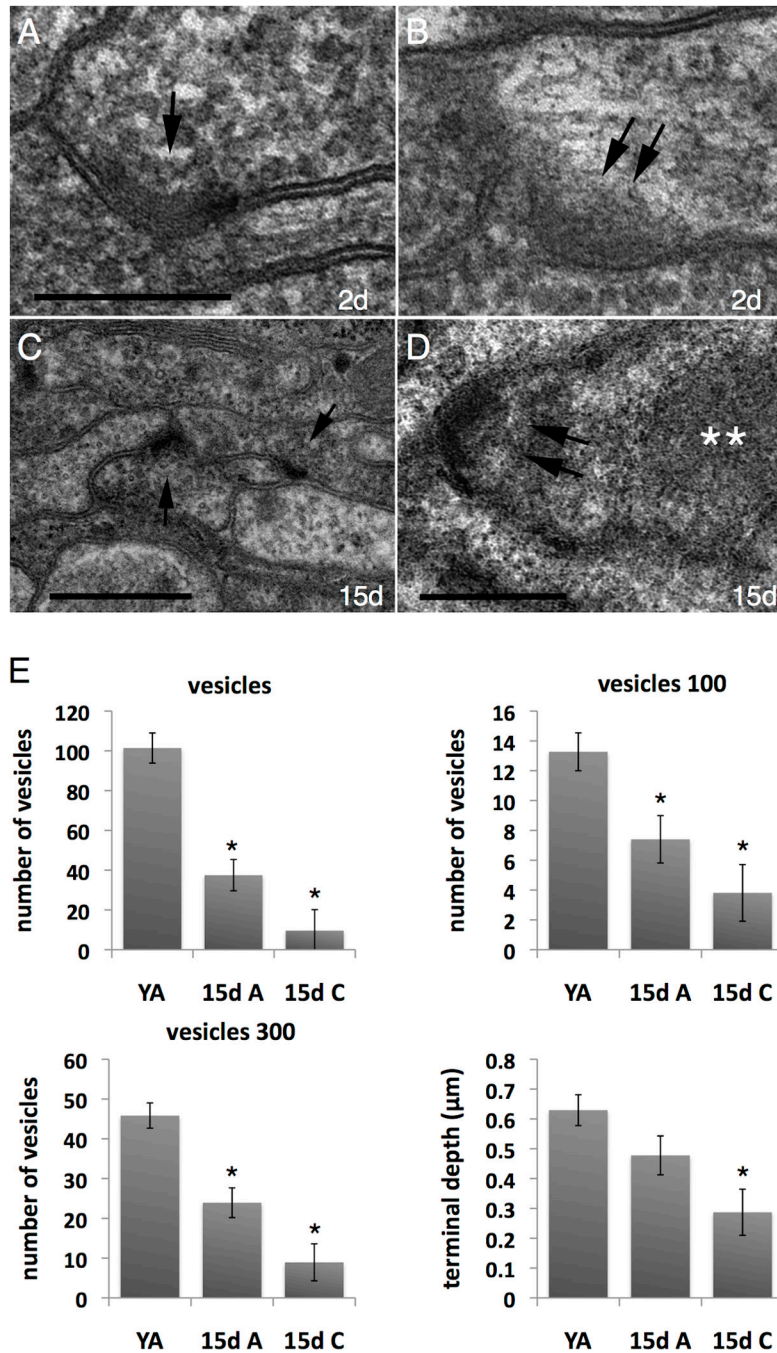 A
B
2d
2d
C
D
**
15d
15d
E
vesicles
number of vesicles
120
100
80
60
40
20
0
*
*
YA 15d A 15d C
vesicles 100
number of vesicles
16
14
12
10
8
6
4
2
0
*
*
YA 15d A 15d C
vesicles 300
number of vesicles
60
50
40
30
20
10
0
*
*
YA 15d A 15d C
terminal depth (μm)
0.8
0.7
0.6
0.5
0.4
0.3
0.2
0.1
0
*
YA 15d A 15d C